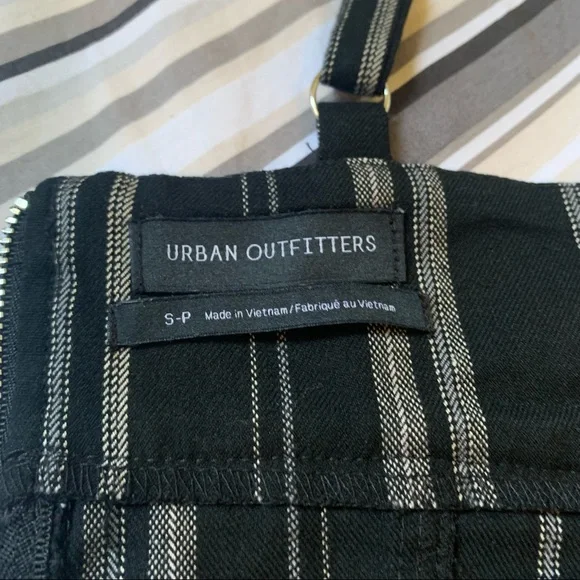 URBAN OUTFITTERS
S-P Made in Vietnam/Fabriqué au Vietnam